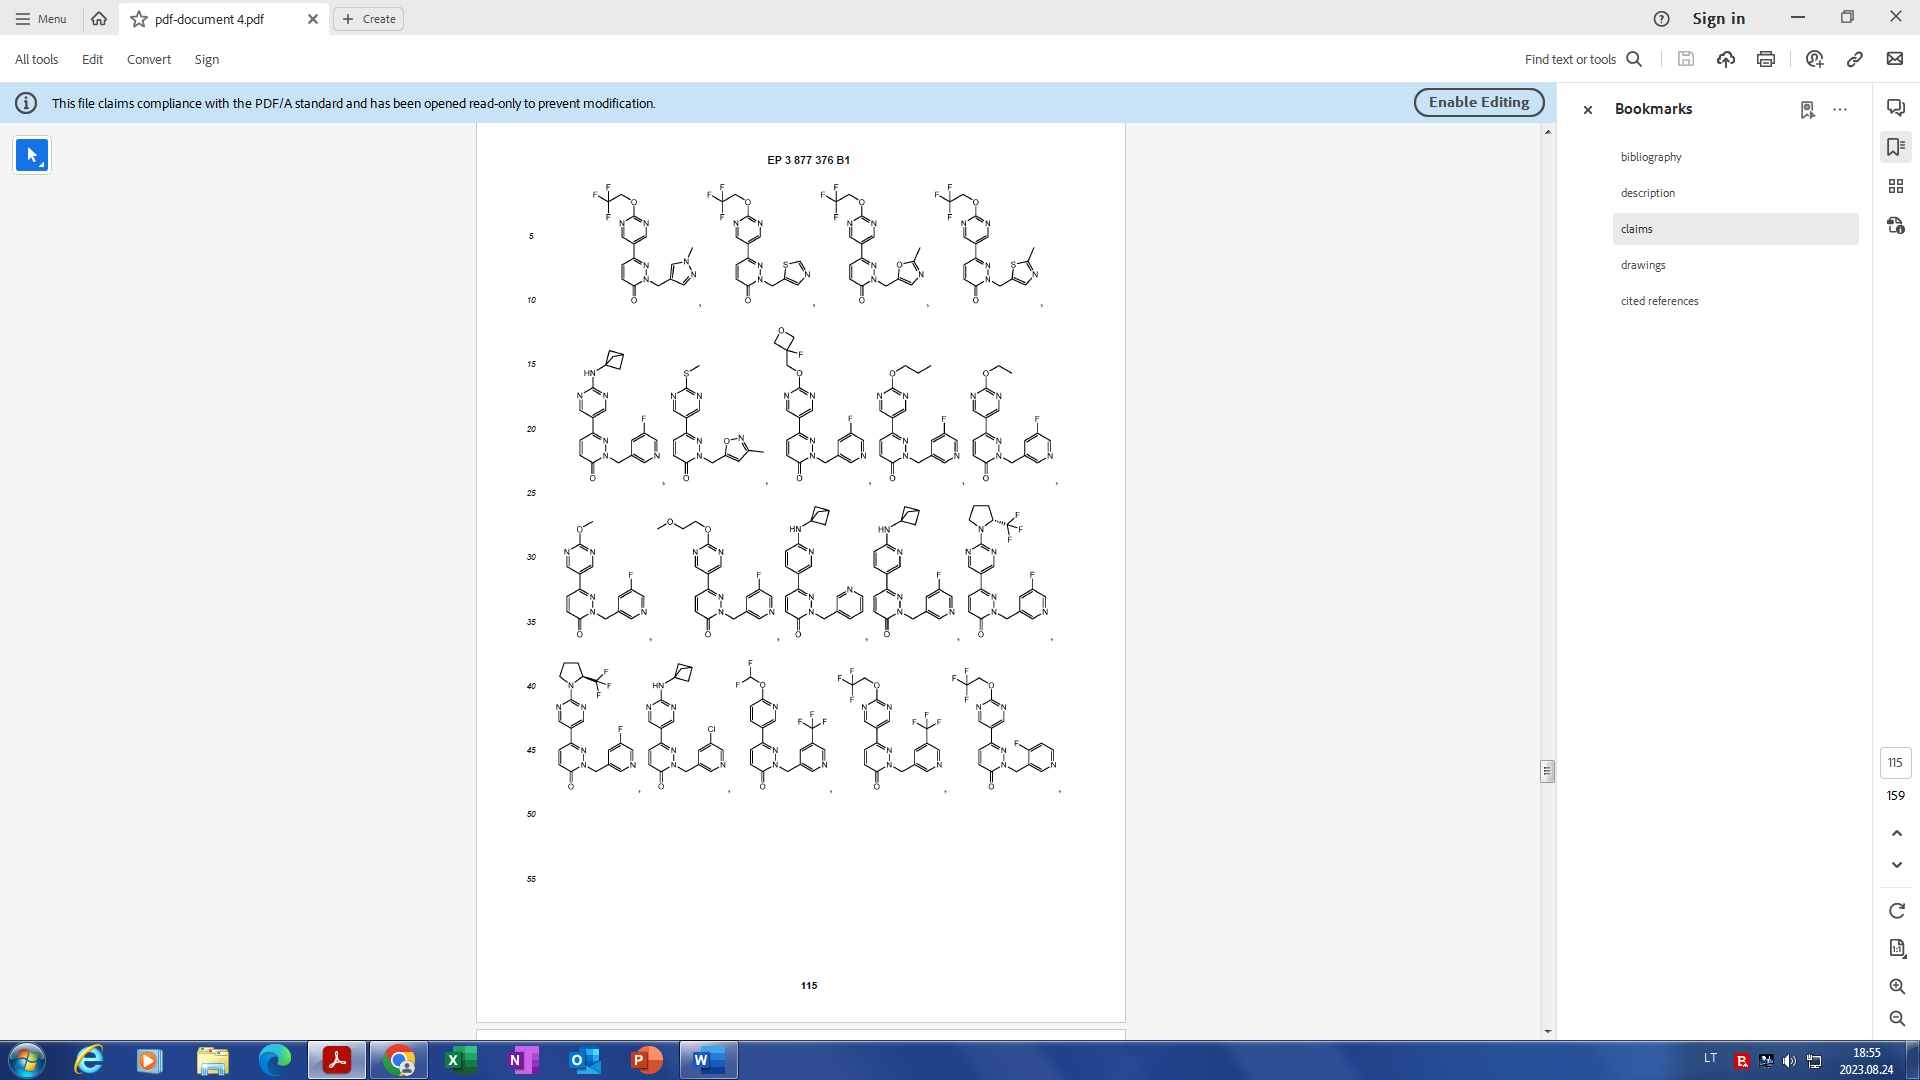 Menu
pdf-document 4.pdf
Create
Sign in
All tools
Edit
Convert
Sign
Find text or tools
This file claims compliance with the PDF/A standard and has been opened read-only to prevent modification.
Enable Editing
Bookmarks
bibliography
description
claims
drawings
cited references
EP 3 877 376 B1
5
10
15
20
25
30
35
40
45
50
55
115
115
159
LT
18:55
2023.08.24